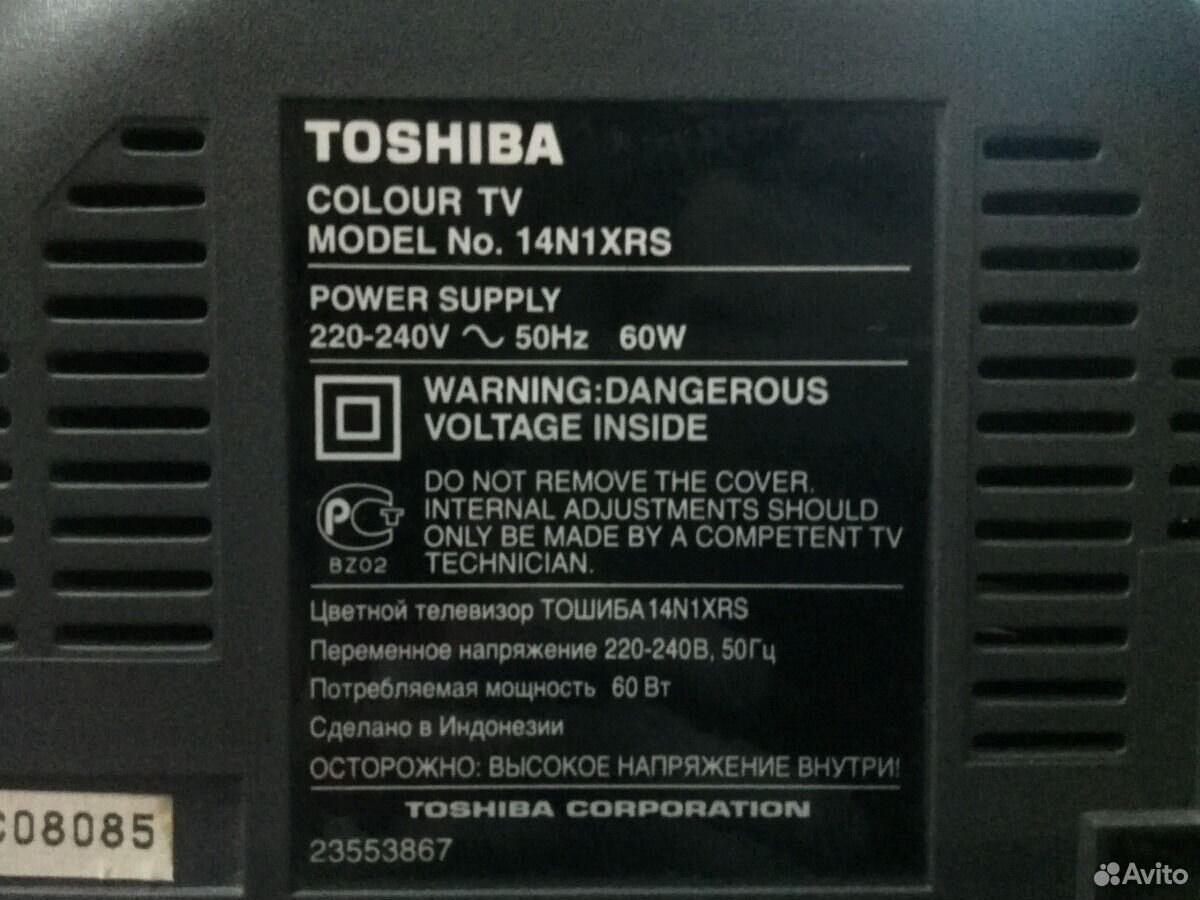 TOSHIBA
COLOUR TV
MODEL No. 14N1XRS
POWER SUPPLY
220-240V ~ 50Hz 60W
WARNING:DANGEROUS
VOLTAGE INSIDE
DO NOT REMOVE THE COVER.
INTERNAL ADJUSTMENTS SHOULD
ONLY BE MADE BY A COMPETENT TV
TECHNICIAN.
РСТ
BZ02
Цветной телевизор ТОШИБА14N1XRS
Переменное напряжение 220-240В, 50Гц
Потребляемая мощность 60 Вт
Сделано в Индонезии
ОСТОРОЖНО: ВЫСОКОЕ НАПРЯЖЕНИЕ ВНУТРИ!
TOSHIBA CORPORATION
23553867
C08085
Avito